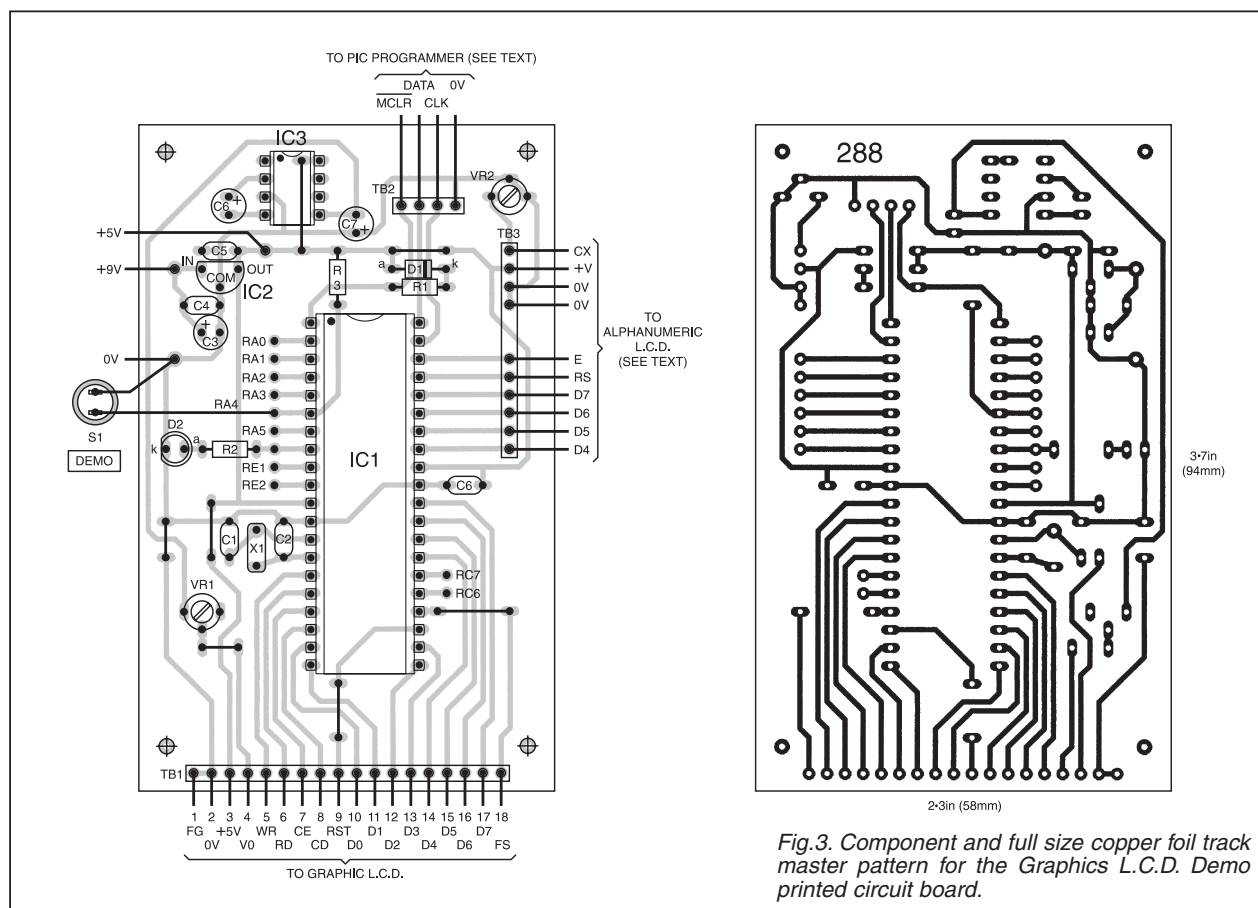 TO PIC PROGRAMMER (SEE TEXT)
DATA 0V
MCLR CLK
IC3
TB2
VR2
C6 +
C7 +
TB3
+5V
C5
+9V
IN
COM
OUT
IC2
C4
+
C3
R
3
a
D1
k
R1
CX
+V
0V
0V
E
RS
D7
D6
D5
D4
TO
ALPHANUMERIC
L.C.D.
(SEE TEXT)
0V
RA0
RA1
RA2
RA3
RA4
S1
DEMO
D2
k
a
R2
RA5
RE1
RE2
IC1
C6
C1
X1
C2
RC7
RC6
VR1
TB1
1 2 3 4 5 6 7 8 9 10 11 12 13 14 15 16 17 18
FG +5V WR CE RST D1 D3 D5 D7
0V V0 RD CD D0 D2 D4 D6 FS
TO GRAPHIC L.C.D.
288
3•7in
(94mm)
2•3in (58mm)
Fig.3. Component and full size copper foil track
master pattern for the Graphics L.C.D. Demo
printed circuit board.